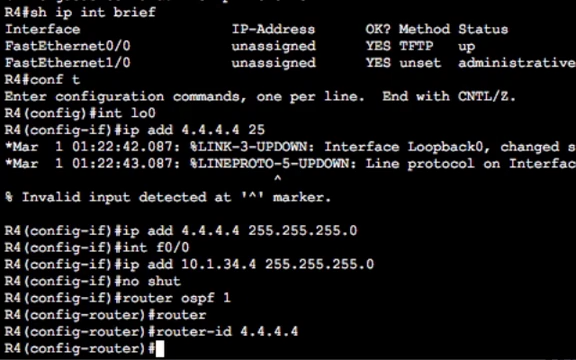 R4#sh ip int brief
Interface IP-Address OK? Method Status
FastEthernet0/0 unassigned YES TFTP up
FastEthernet1/0 unassigned YES unset administrative
R4#conf t
Enter configuration commands, one per line. End with CNTL/Z.
R4(config)#int lo0
R4(config-if)#ip add 4.4.4.4 25
*Mar 1 01:22:42.087: %LINK-3-UPDOWN: Interface Loopback0, changed s
*Mar 1 01:22:43.087: %LINEPROTO-5-UPDOWN: Line protocol on Interfac
^
% Invalid input detected at '^' marker.
R4(config-if)#ip add 4.4.4.4 255.255.255.0
R4(config-if)#int f0/0
R4(config-if)#ip add 10.1.34.4 255.255.255.0
R4(config-if)#no shut
R4(config-if)#router ospf 1
R4(config-router)#router
R4(config-router)#router-id 4.4.4.4
R4(config-router)#